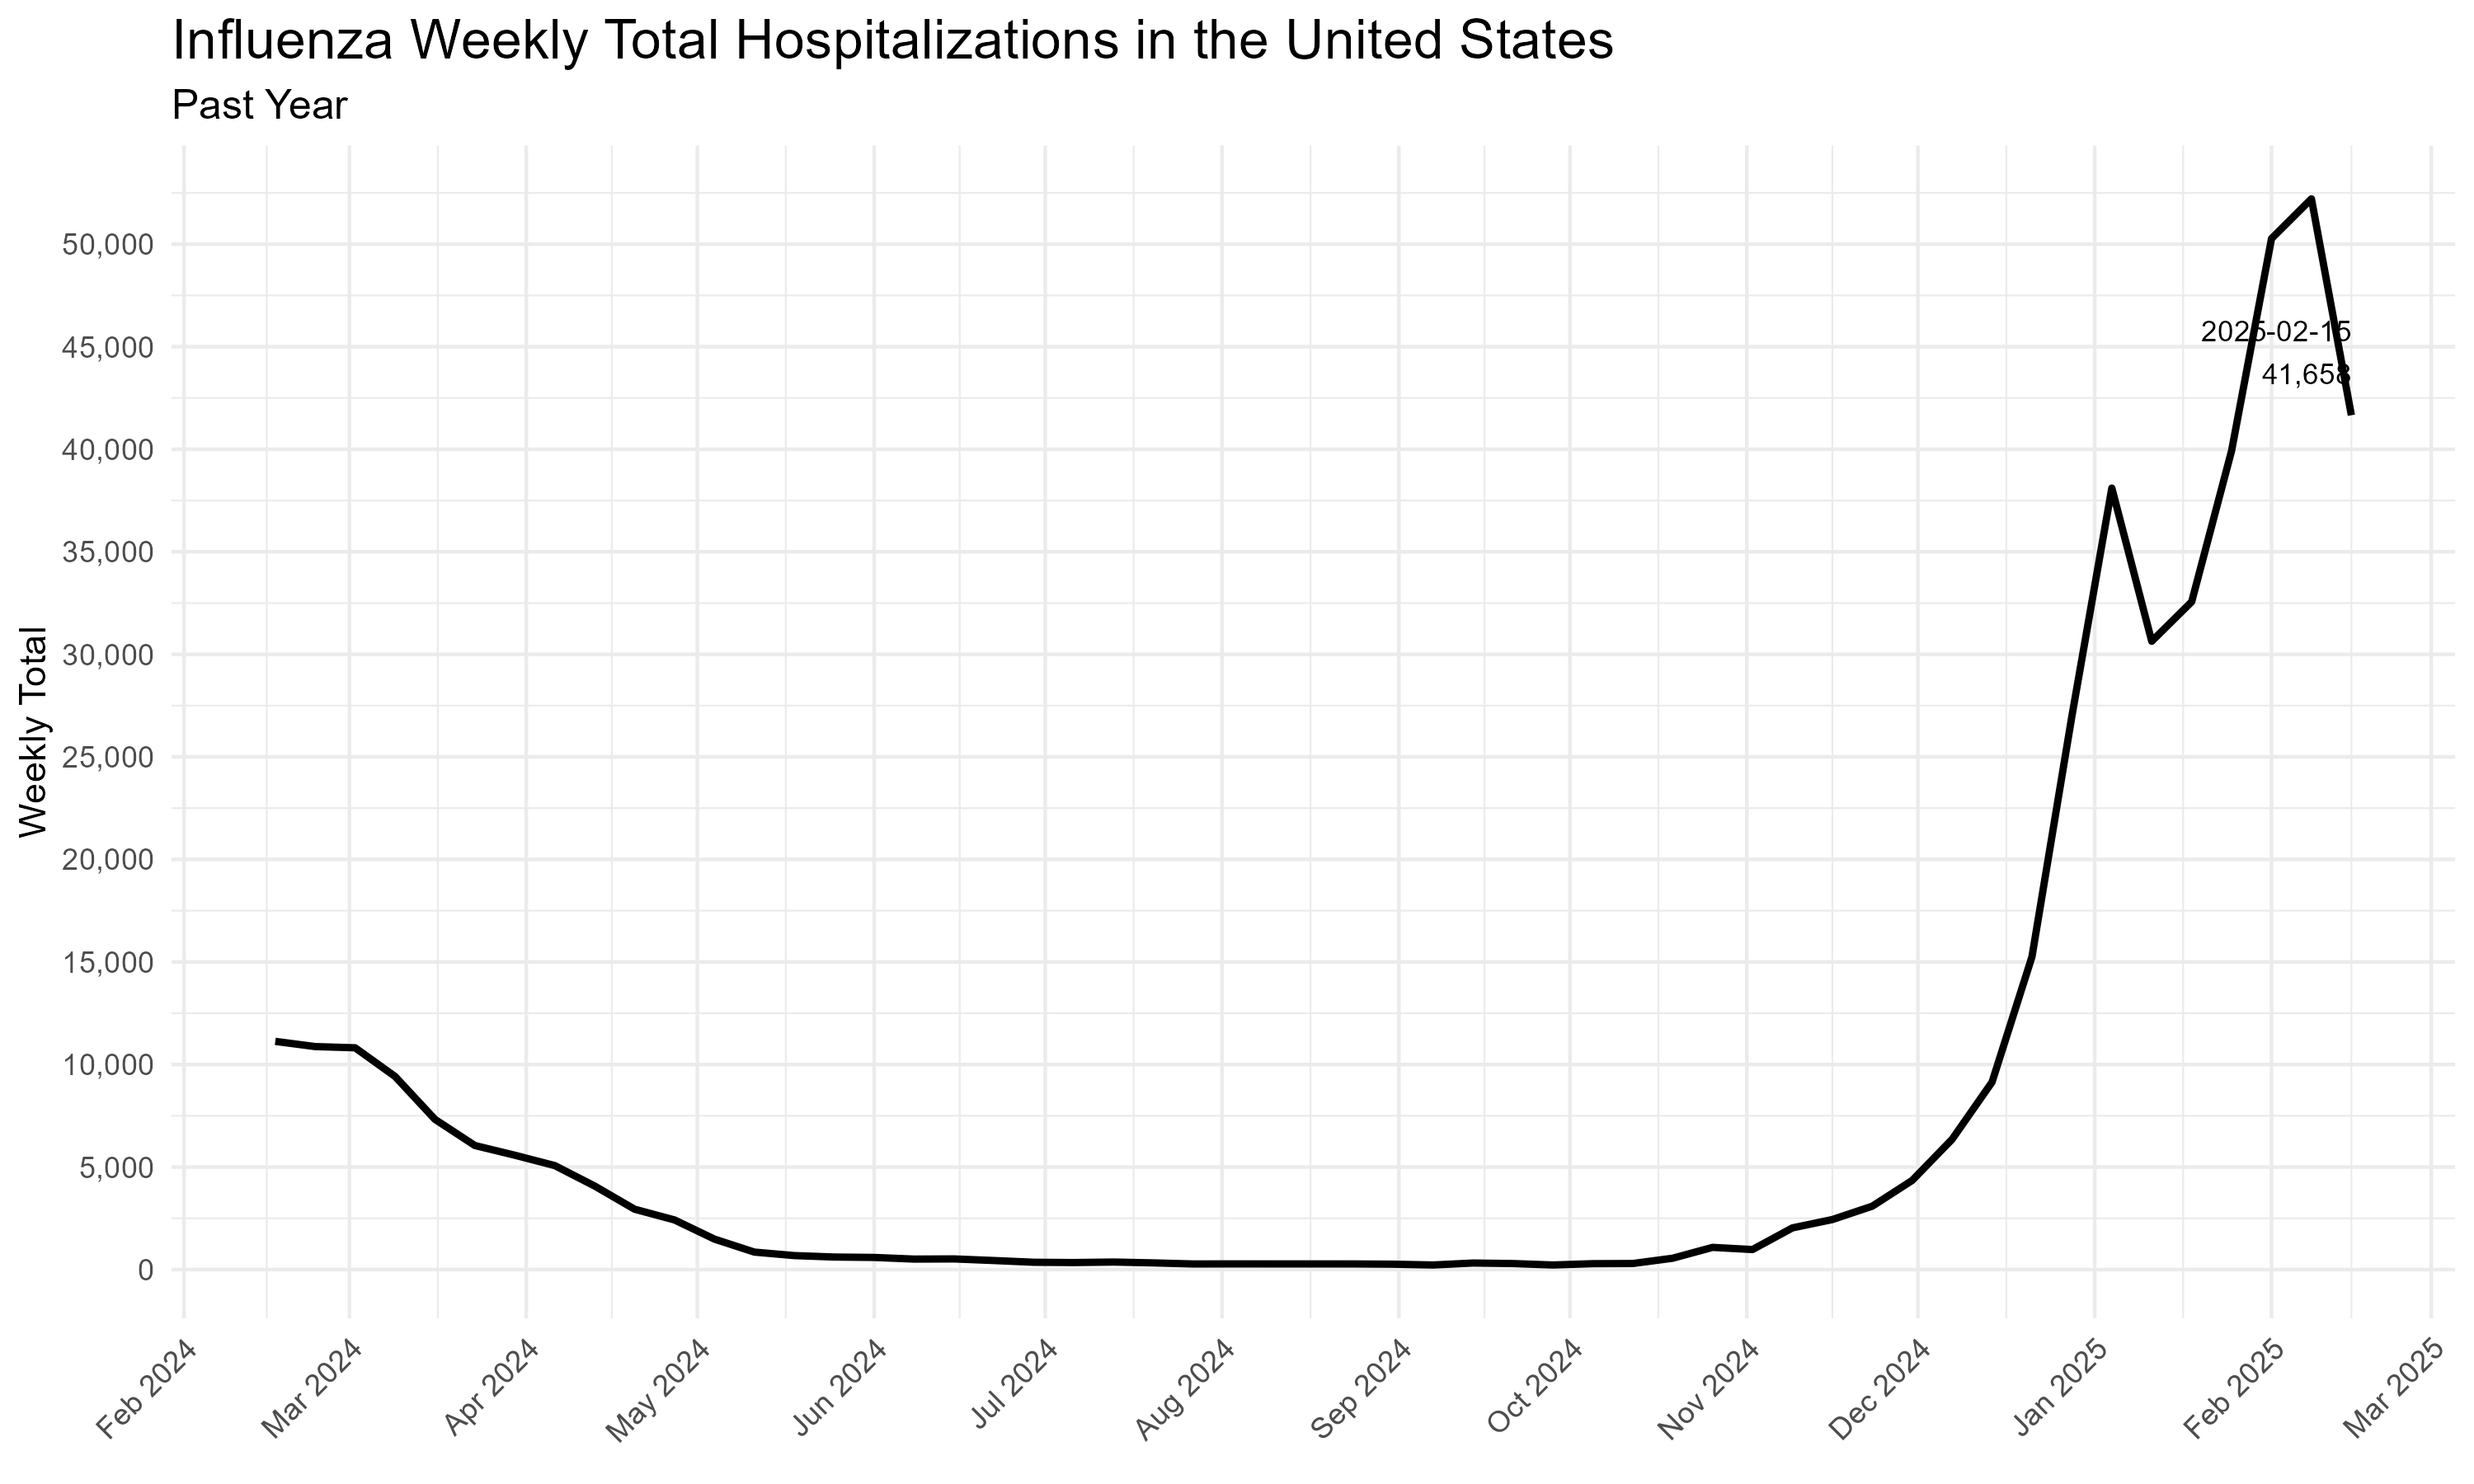 Influenza Weekly Total Hospitalizations in the United States
Past Year
Weekly Total
50,000
45,000
40,000
35,000
30,000
25,000
20,000
15,000
10,000
5,000
0
2025-02-15
41,658
Feb 2024
Mar 2024
Apr 2024
May 2024
Jun 2024
Jul 2024
Aug 2024
Sep 2024
Oct 2024
Nov 2024
Dec 2024
Jan 2025
Feb 2025
Mar 2025